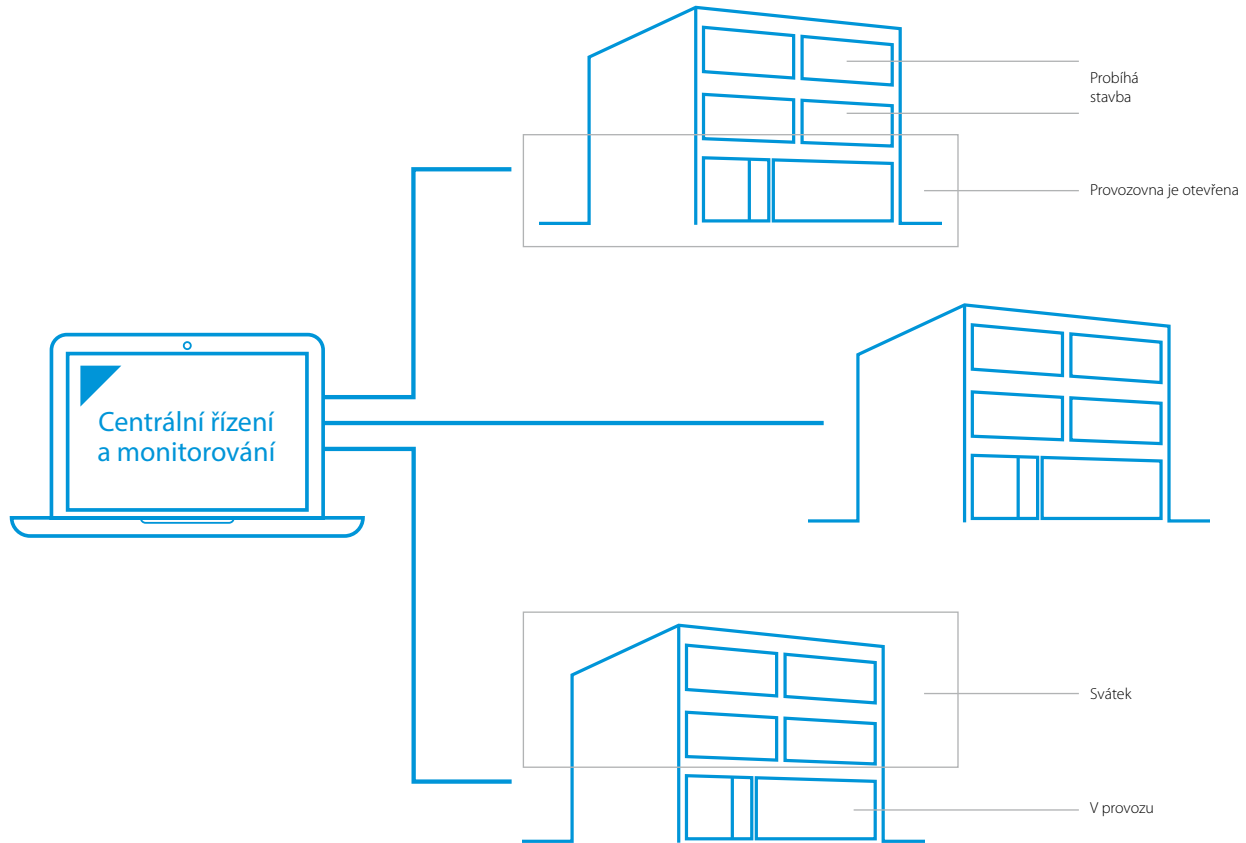 Probíhá
stavba
Provozovna je otevřena
Centrální řízení
a monitorování
Svátek
V provozu